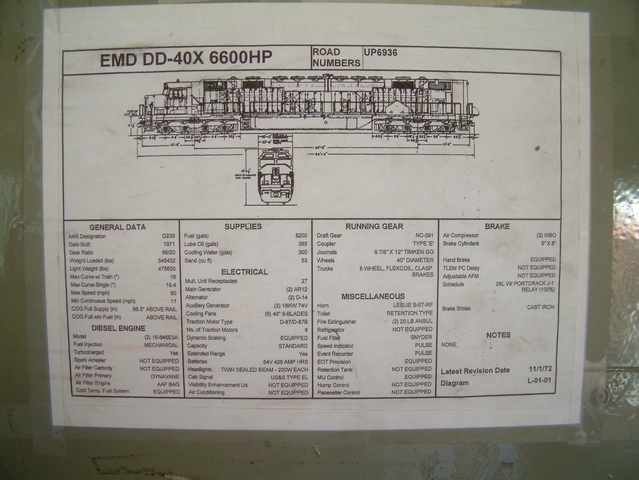 EMD DD-40X 6600HP
ROAD NUMBERS UP6936
GENERAL DATA
AAR Designation D239
Date Built 1971
Gear Ratio 66/20
Weight Loaded (lbs) 545432
Light Weight (lbs) 475830
Max Curve w/ Train (°) 16
Max Curve Single (°) 19.4
Max Speed (mph) 80
Min Continuous Speed (mph) 11
COG Full Supply (in) 66.5" ABOVE RAIL
COG Full w/o Fuel (in) ABOVE RAIL
DIESEL ENGINE
Model (2) 16-645E3A
Fuel Injection MECHANICAL
Turbocharged YES
Spark Arrester NOT EQUIPPED
Air Filter Carbody NOT EQUIPPED
Air Filter Primary DYNAVANE
Air Filter Engine AAF BAG
Cold Temp. Fuel System EQUIPPED
SUPPLIES
Fuel (gals) 8200
Lube Oil (gals) 385
Cooling Water (gals) 300
Sand (cu ft) 53
ELECTRICAL
Mult. Unit Receptacles 27
Main Generator (2) AR12
Alternator (2) D-14
Auxiliary Generator (2) 18KW 74V
Cooling Fans (5) 48" 9-BLADES
Traction Motor Type D-87/D-87B
No. of Traction Motors 8
Dynamic Braking EQUIPPED
Capacity STANDARD
Extended Range YES
Batteries 64V 426 AMP HRS
Headlights TWIN SEALED BEAM - 200W EACH
Cab Signal US&S TYPE EL
Visibility Enhancement Lts NOT EQUIPPED
Air Conditioning NOT EQUIPPED
RUNNING GEAR
Draft Gear NC-391
Coupler TYPE 'E'
Journals 6 7/8" X 12" TIMKEN GG
Wheels 40" DIAMETER
Trucks 8 WHEEL, FLEXCOIL, CLASP
BRAKES
MISCELLANEOUS
Horn LESLIE S-5T-RF
Toilet RETENTION TYPE
Fire Extinguisher (2) 20 LB ANSUL
Refrigerator NOT EQUIPPED
Fuel Filter SNYDER
Speed Indicator PULSE
Event Recorder PULSE
EOT Provision EQUIPPED
Retention Tank NOT EQUIPPED
MU Control EQUIPPED
Hump Control NOT EQUIPPED
Pacesetter Control NOT EQUIPPED
BRAKE
Air Compressor (2) WBO
Brake Cylinders 9" X 8"
Hand Brake EQUIPPED
TLEM PC Delay NOT EQUIPPED
Adjustable AFM NOT EQUIPPED
Schedule 26L W/ PORTORACK J-1
RELAY (100%)
Brake Shoes CAST IRON
NOTES
NONE
Latest Revision Date 11/1/72
Diagram L-01-01